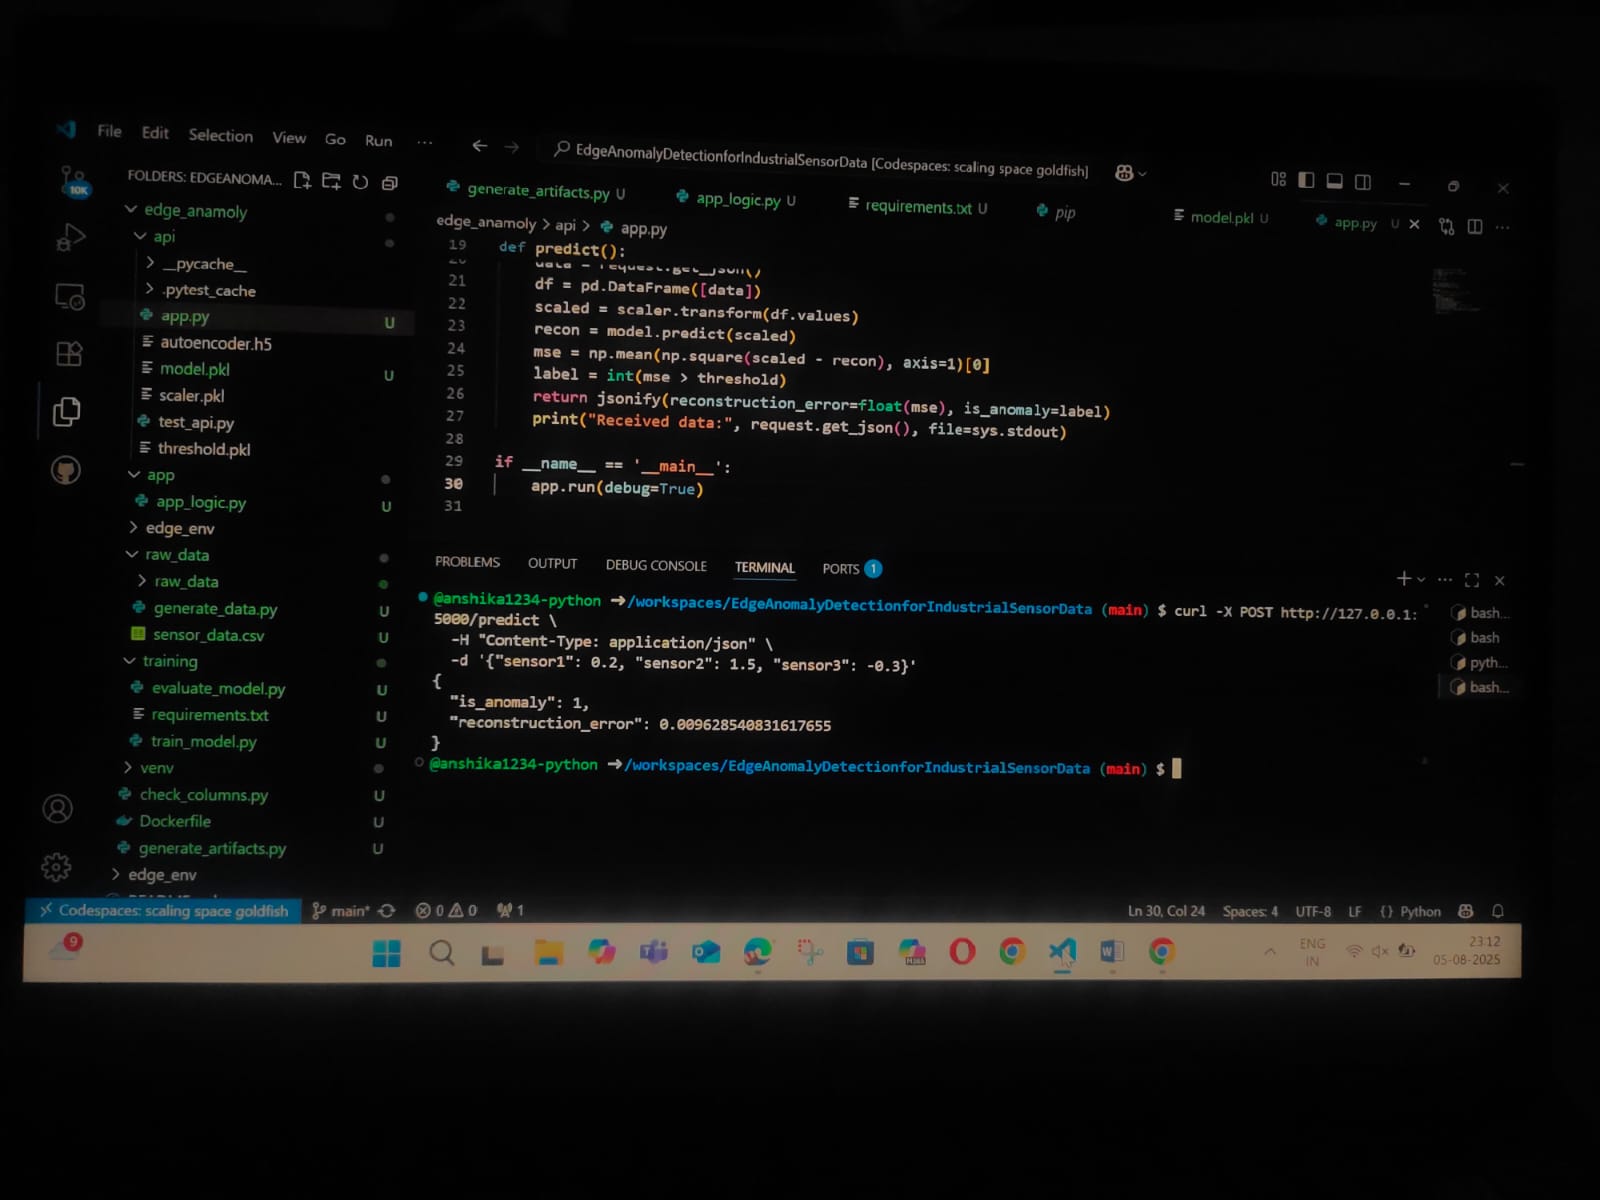 File Edit Selection View Go Run ...
EdgeAnomalyDetectionforIndustrialSensorData [Codespaces: scaling space goldfish]
10K
FOLDERS: EDGEANOMA...
edge_anamoly
api
__pycache__
.pytest_cache
app.py U
autoencoder.h5
model.pkl U
scaler.pkl
test_api.py
threshold.pkl
app
app_logic.py U
edge_env
raw_data
raw_data
generate_data.py U
sensor_data.csv U
training
evaluate_model.py U
requirements.txt U
train_model.py U
venv
check_columns.py U
Dockerfile U
generate_artifacts.py U
edge_env
generate_artifacts.py U app_logic.py U requirements.txt U pip model.pkl U app.py U
edge_anamoly > api > app.py
19 def predict():
data = request.get_json()
21 df = pd.DataFrame([data])
22 scaled = scaler.transform(df.values)
23 recon = model.predict(scaled)
24 mse = np.mean(np.square(scaled - recon), axis=1)[0]
25 label = int(mse > threshold)
26 return jsonify(reconstruction_error=float(mse), is_anomaly=label)
27 print("Received data:", request.get_json(), file=sys.stdout)
28
29 if __name__ == '__main__':
30 app.run(debug=True)
31
PROBLEMS OUTPUT DEBUG CONSOLE TERMINAL PORTS 1
@anshika1234-python ➜/workspaces/EdgeAnomalyDetectionforIndustrialSensorData (main) $ curl -X POST http://127.0.0.1:
5000/predict \
-H "Content-Type: application/json" \
-d '{"sensor1": 0.2, "sensor2": 1.5, "sensor3": -0.3}'
{
"is_anomaly": 1,
"reconstruction_error": 0.009628540831617655
}
@anshika1234-python ➜/workspaces/EdgeAnomalyDetectionforIndustrialSensorData (main) $
bash...
bash
pyth...
bash...
Codespaces: scaling space goldfish main* 0 0 1 Ln 30, Col 24 Spaces: 4 UTF-8 LF {} Python
9
M365
ENG
IN
23:12
05-08-2025